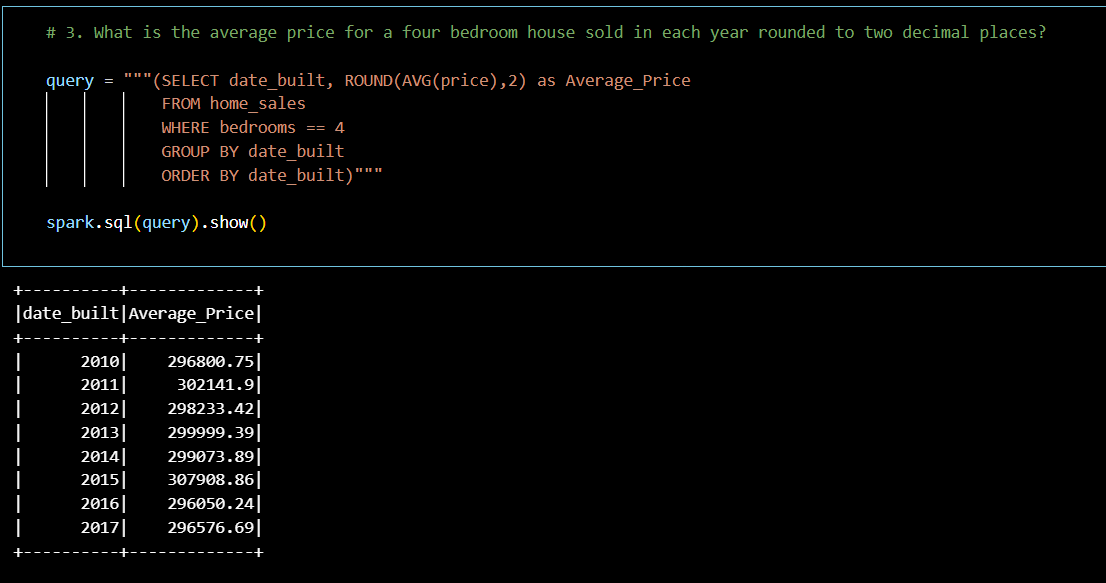 # 3. What is the average price for a four bedroom house sold in each year rounded to two decimal places?
query = """(SELECT date_built, ROUND(AVG(price),2) as Average_Price
FROM home_sales
WHERE bedrooms == 4
GROUP BY date_built
ORDER BY date_built)"""
spark.sql(query).show()
+----------+-------------+
|date_built|Average_Price|
+----------+-------------+
|      2010|    296800.75|
|      2011|     302141.9|
|      2012|    298233.42|
|      2013|    299999.39|
|      2014|    299073.89|
|      2015|    307908.86|
|      2016|    296050.24|
|      2017|    296576.69|
+----------+-------------+